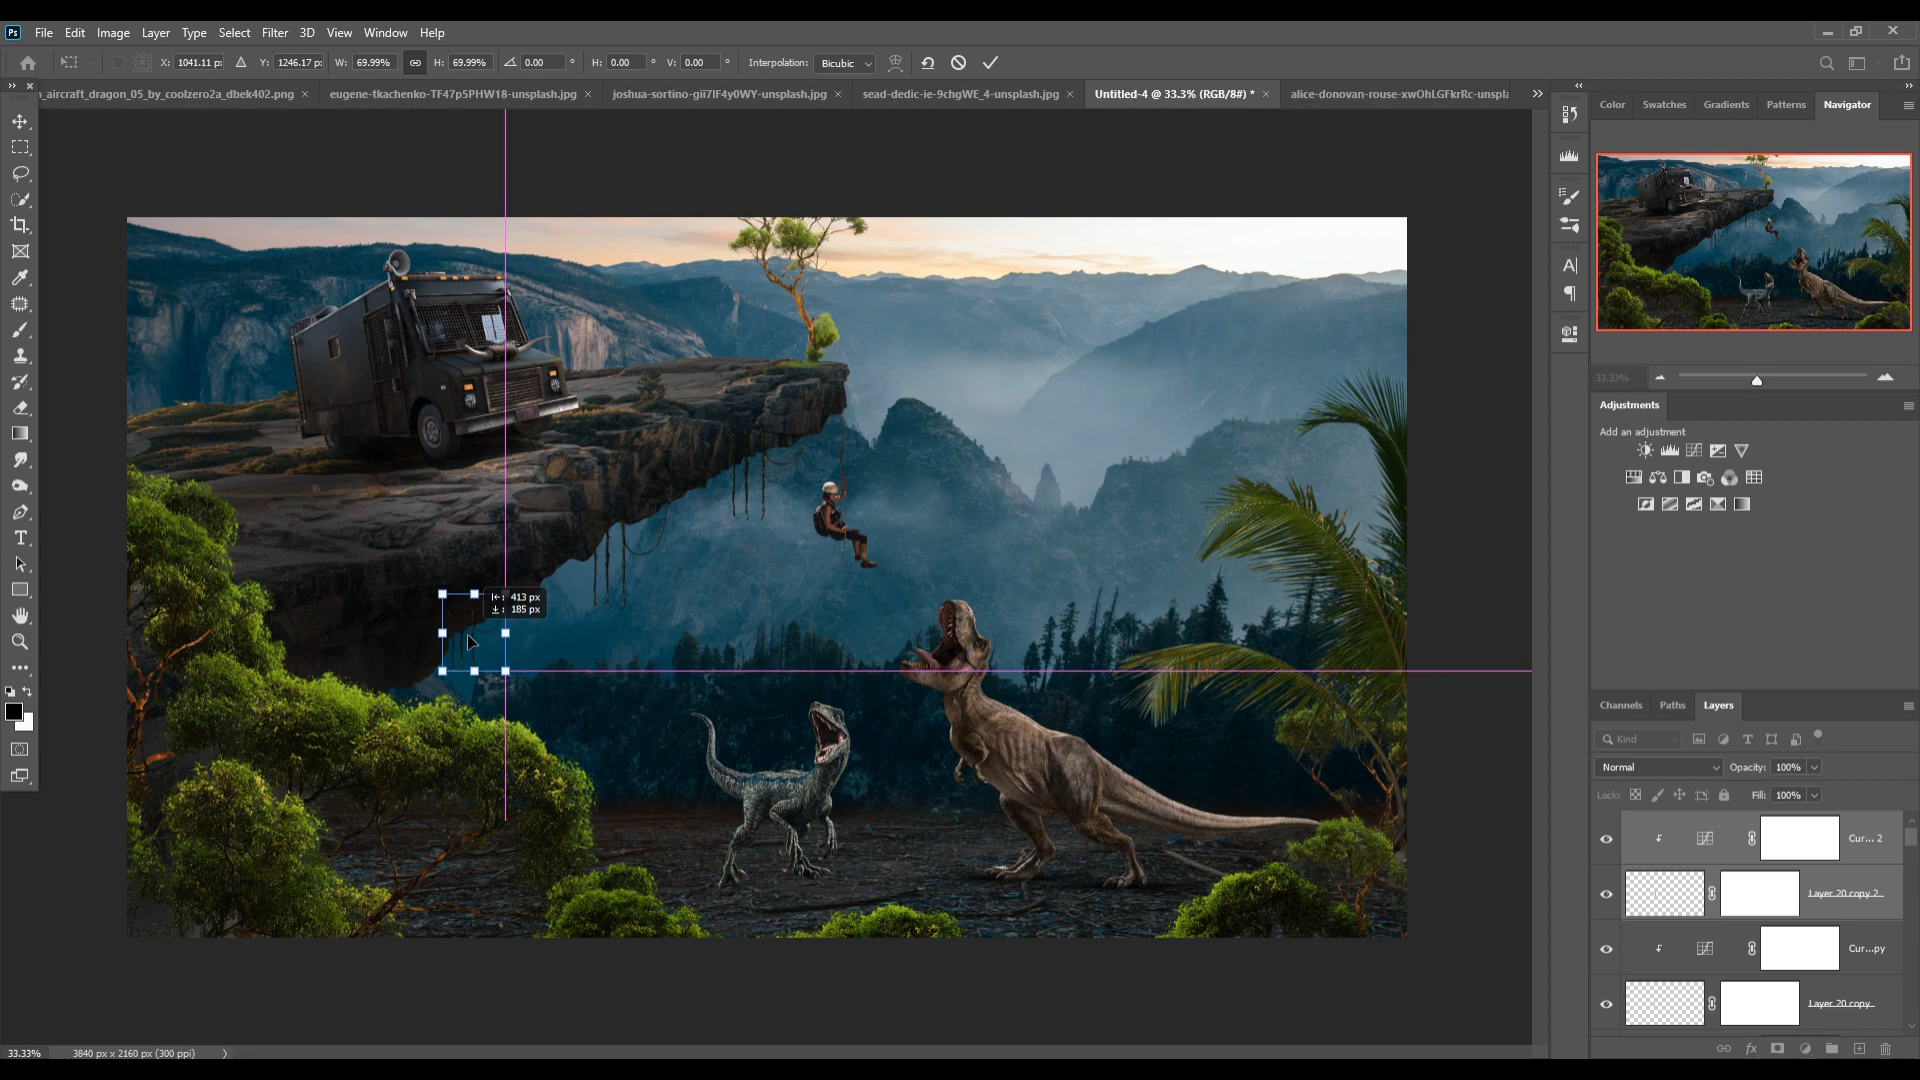 Ps File Edit Image Layer Type Select Filter 3D View Window Help
X: 1041.11 p: Y: 1246.17 p: W: 69.99% H: 69.99% 0.00 ° H: 0.00 ° V: 0.00 ° Interpolation: Bicubic
_aircraft_dragon_05_by_coolzero2a_dbek402.png × eugene-tkachenko-TF47p5PHW18-unsplash.jpg × joshua-sortino-gii7lF4y0WY-unsplash.jpg × sead-dedic-ie-9chgWE_4-unsplash.jpg × Untitled-4 @ 33.3% (RGB/8#) * × alice-donovan-rouse-xwOhLGFkrRc-unspla
Color Swatches Gradients Patterns Navigator
33.33%
Adjustments
Add an adjustment
413 px
185 px
Channels Paths Layers
Kind
Normal Opacity: 100%
Lock: Fill: 100%
Cur... 2
Layer 20 copy 2
Cur...py
Layer 20 copy
33.33% 3840 px x 2160 px (300 ppi)